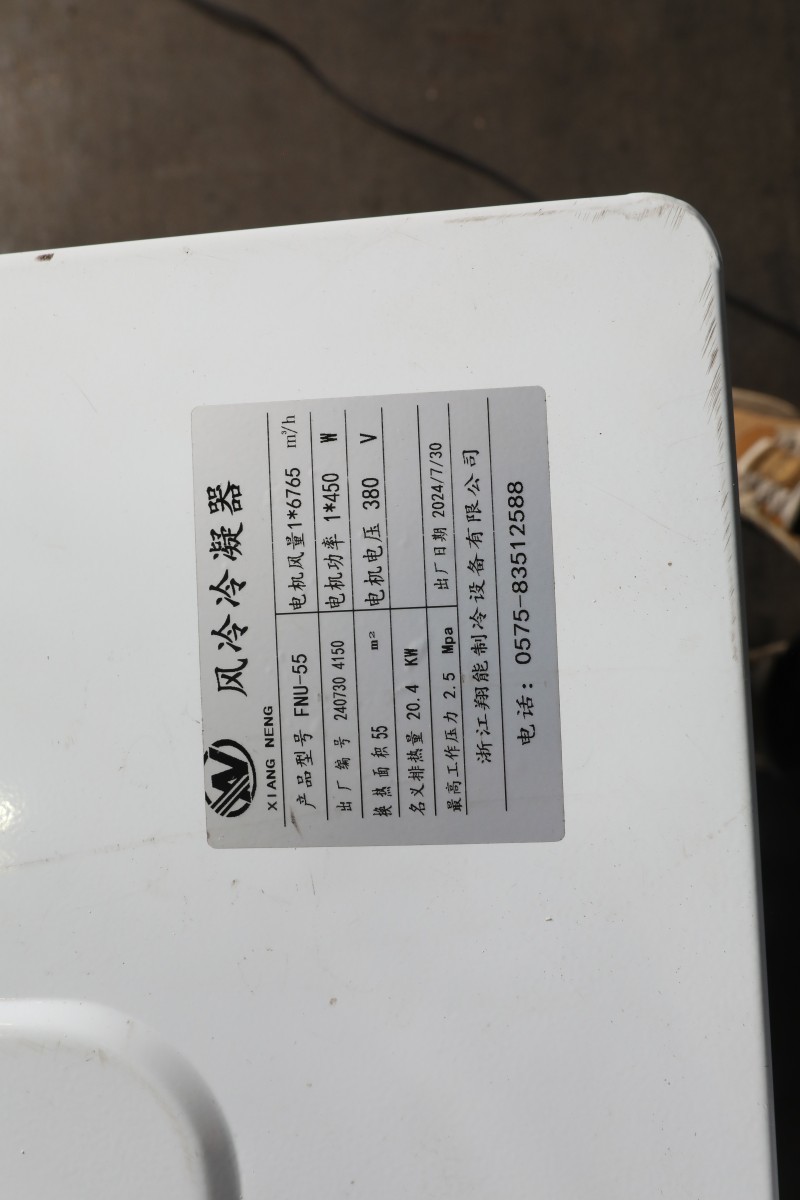 风冷冷凝器
XIANG NENG
产品型号 FNU-55 电机风量1*6765 m³/h
出厂编号 240730 4150 电机功率 1*450 W
换热面积 55 m² 电机电压 380 V
名义排热量 20.4 KW
最高工作压力 2.5 Mpa 出厂日期 2024/7/30
浙江翔能制冷设备有限公司
电话: 0575-83512588